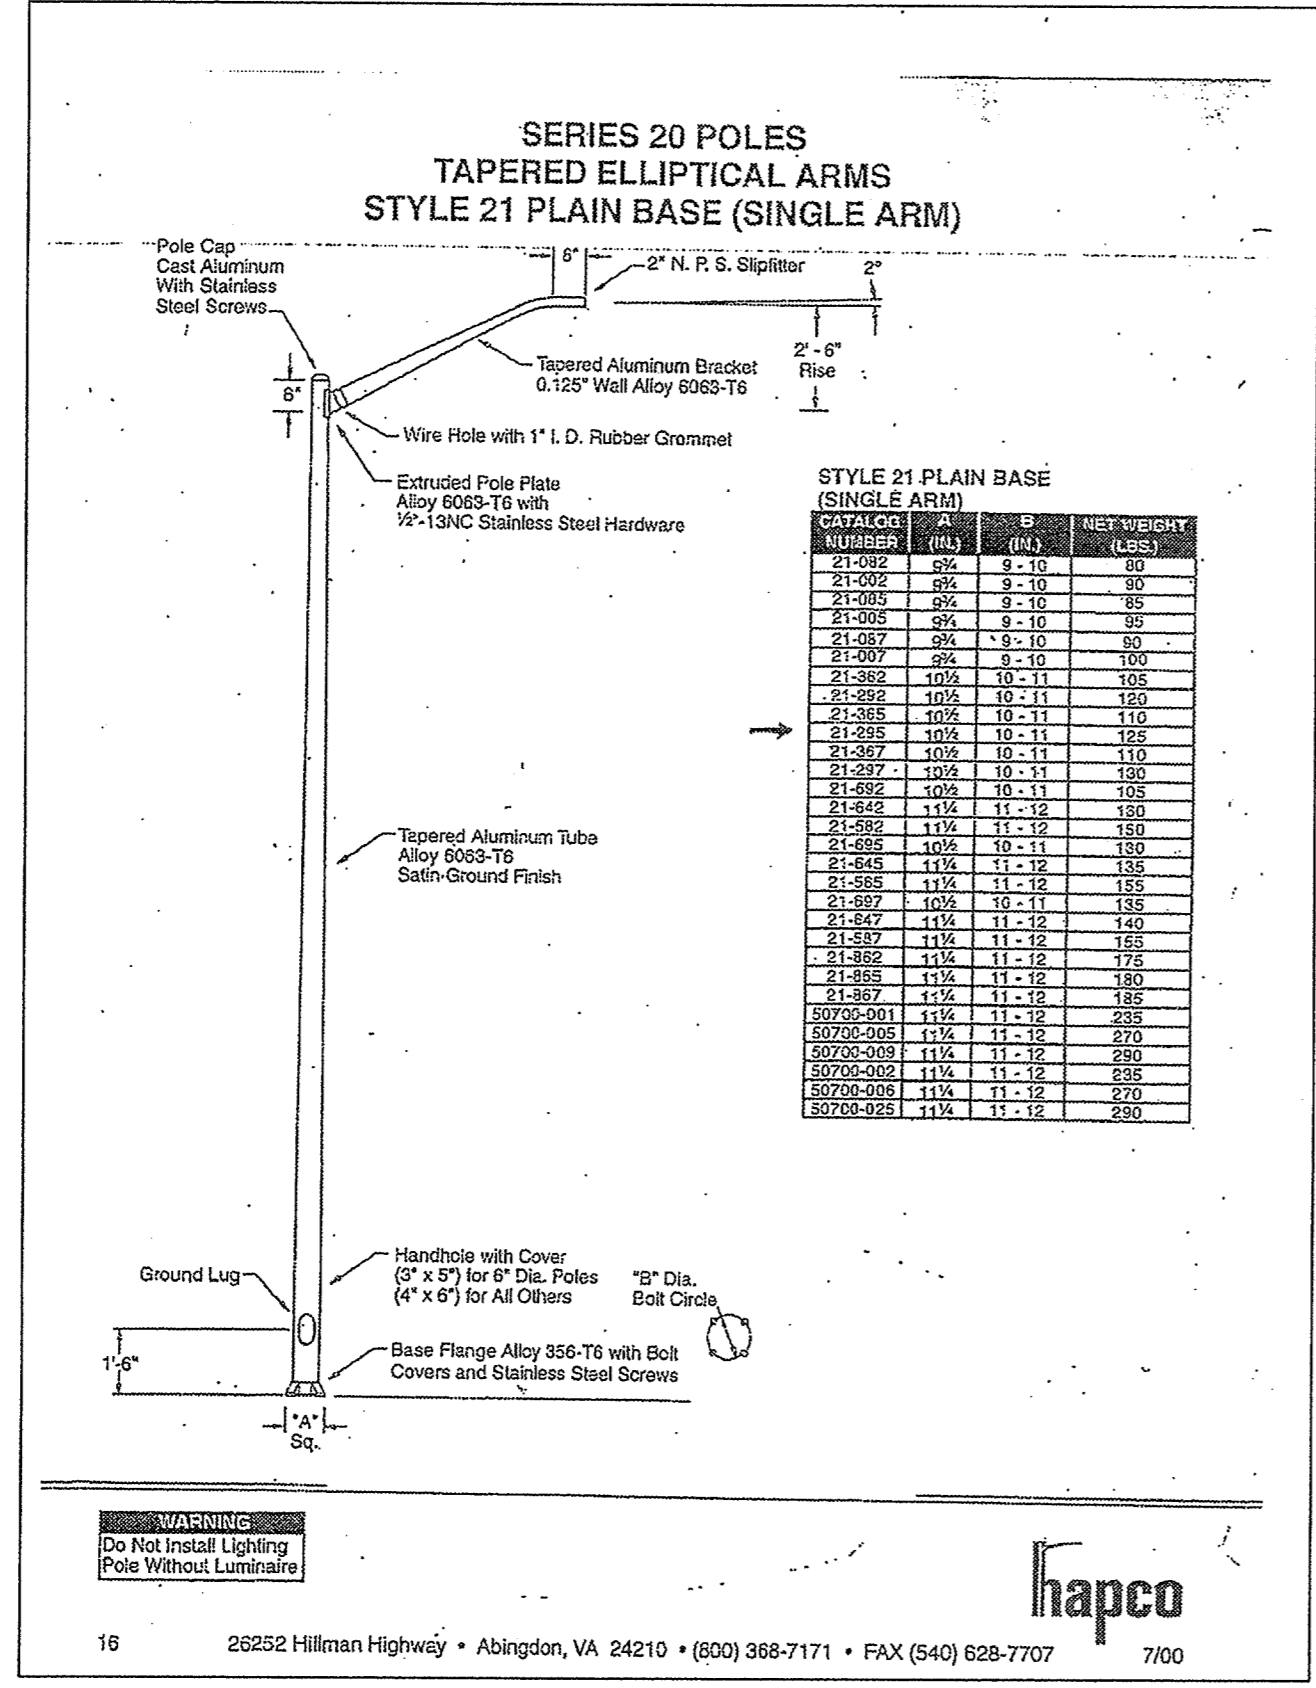 SERIES 20 POLES
TAPERED ELLIPTICAL ARMS
STYLE 21 PLAIN BASE (SINGLE ARM)
Pole Cap
Cast Aluminum
With Stainless
Steel Screws
6"
2" N. P. S. Slipfitter
2°
2' - 6"
Rise
Tapered Aluminum Bracket
0.125" Wall Alloy 6063-T6
6"
Wire Hole with 1" I. D. Rubber Grommet
Extruded Pole Plate
Alloy 6063-T6 with
½"-13NC Stainless Steel Hardware
STYLE 21 PLAIN BASE
(SINGLE ARM)
CATALOG NUMBER A (IN.) B (IN.) NET WEIGHT (LBS.)
21-082 9¾ 9 - 10 80
21-002 9¾ 9 - 10 90
21-085 9¾ 9 - 10 85
21-005 9¾ 9 - 10 95
21-087 9¾ 9 - 10 90
21-007 9¾ 9 - 10 100
21-362 10½ 10 - 11 105
21-292 10½ 10 - 11 120
21-365 10½ 10 - 11 110
21-295 10½ 10 - 11 125
21-367 10½ 10 - 11 110
21-297 10½ 10 - 11 130
21-692 10½ 10 - 11 105
21-642 11¼ 11 - 12 130
21-582 11¼ 11 - 12 150
21-695 10½ 10 - 11 130
21-645 11¼ 11 - 12 135
21-585 11¼ 11 - 12 155
21-697 10½ 10 - 11 135
21-647 11¼ 11 - 12 140
21-587 11¼ 11 - 12 155
21-862 11¼ 11 - 12 175
21-865 11¼ 11 - 12 180
21-867 11¼ 11 - 12 185
50700-001 11¼ 11 - 12 235
50700-005 11¼ 11 - 12 270
50700-009 11¼ 11 - 12 290
50700-002 11¼ 11 - 12 235
50700-006 11¼ 11 - 12 270
50700-025 11¼ 11 - 12 290
Tapered Aluminum Tube
Alloy 6063-T6
Satin-Ground Finish
Ground Lug
Handhole with Cover
(3" x 5") for 6" Dia. Poles
(4" x 6") for All Others
"B" Dia.
Bolt Circle
1'-6"
Base Flange Alloy 356-T6 with Bolt
Covers and Stainless Steel Screws
"A"
Sq.
WARNING
Do Not Install Lighting
Pole Without Luminaire
hapco
16 26252 Hillman Highway • Abingdon, VA 24210 • (800) 368-7171 • FAX (540) 628-7707 7/00